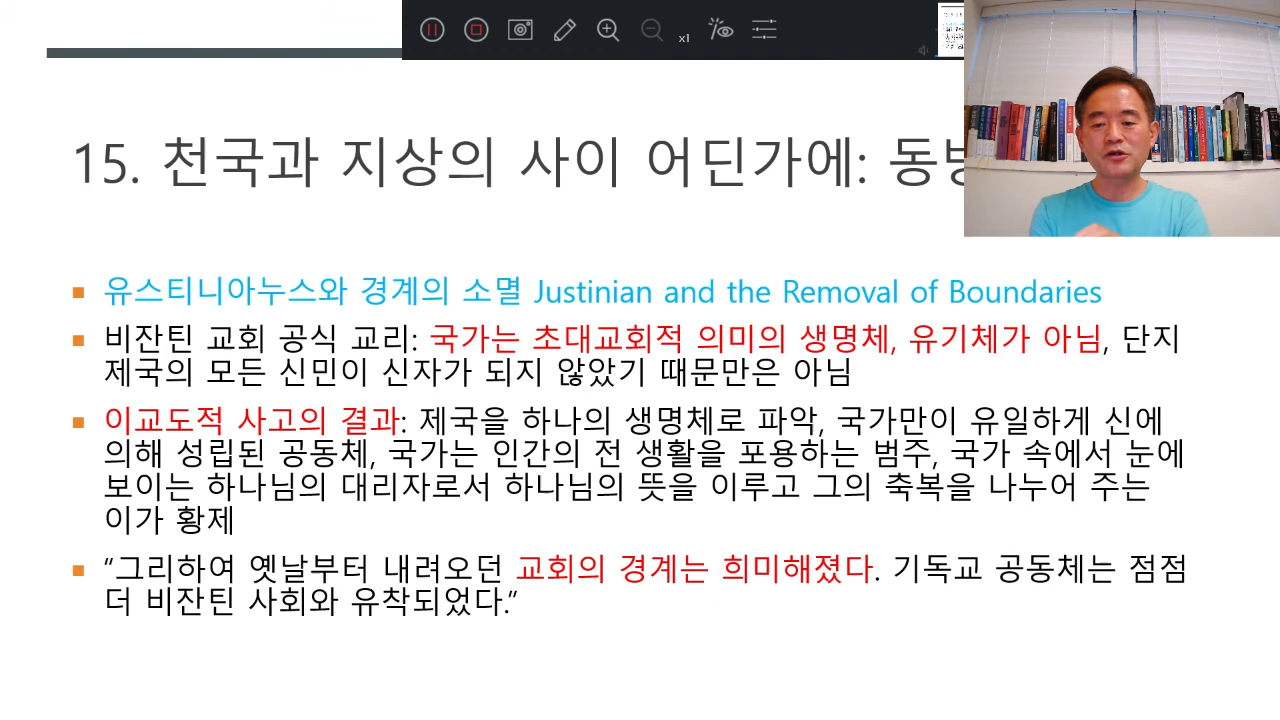 x1
15. 천국과 지상의 사이 어딘가에:
유스티니아누스와 경계의 소멸 Justinian and the Removal of Boundaries
비잔틴 교회 공식 교리: 국가는 초대교회적 의미의 생명체, 유기체가 아님, 단지
제국의 모든 신민이 신자가 되지 않았기 때문만은 아님
이교도적 사고의 결과: 제국을 하나의 생명체로 파악, 국가만이 유일하게 신에
의해 성립된 공동체, 국가는 인간의 전 생활을 포용하는 범주, 국가 속에서 눈에
보이는 하나님의 대리자로서 하나님의 뜻을 이루고 그의 축복을 나누어 주는
이가 황제
“그리하여 옛날부터 내려오던 교회의 경계는 희미해졌다. 기독교 공동체는 점점
더 비잔틴 사회와 유착되었다.”